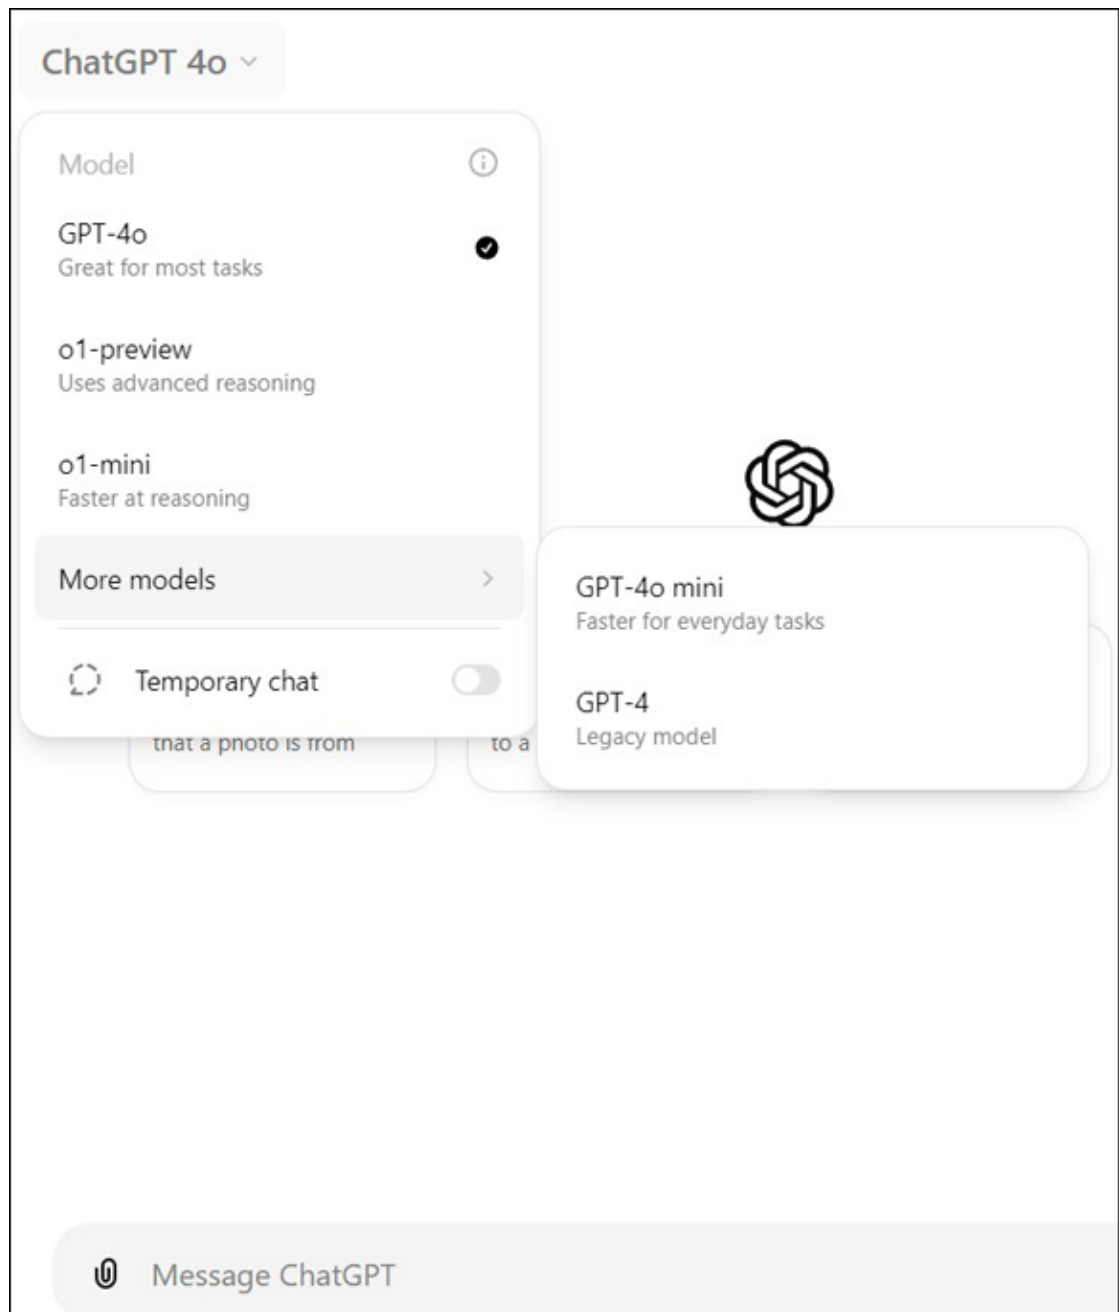 ChatGPT 4o
Model
GPT-4o
Great for most tasks
o1-preview
Uses advanced reasoning
o1-mini
Faster at reasoning
More models
GPT-4o mini
Faster for everyday tasks
Temporary chat
GPT-4
Legacy model
that a photo is from
to a
Message ChatGPT